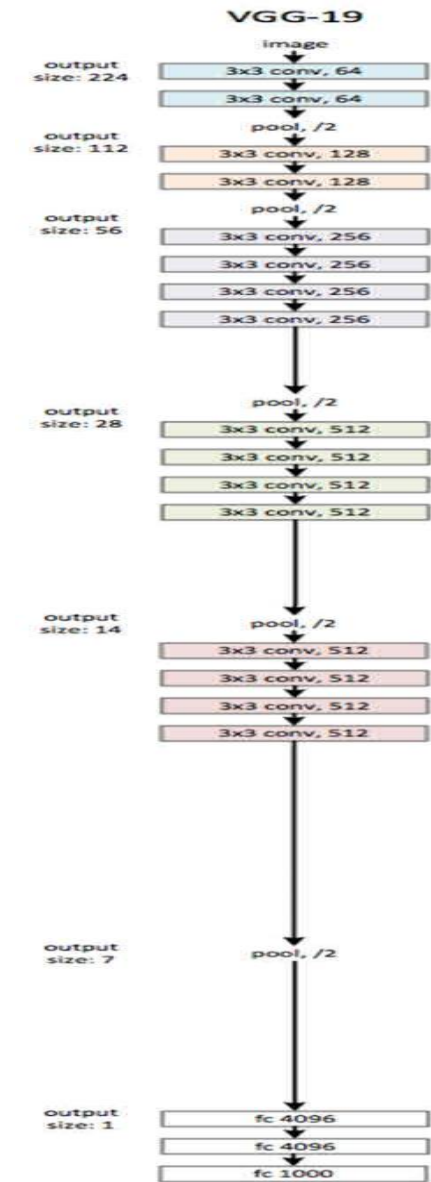 VGG-19
image
output
size: 224
3x3 conv, 64
3x3 conv, 64
pool, /2
output
size: 112
3x3 conv, 128
3x3 conv, 128
pool, /2
output
size: 56
3x3 conv, 256
3x3 conv, 256
3x3 conv, 256
3x3 conv, 256
pool, /2
output
size: 28
3x3 conv, 512
3x3 conv, 512
3x3 conv, 512
3x3 conv, 512
pool, /2
output
size: 14
3x3 conv, 512
3x3 conv, 512
3x3 conv, 512
3x3 conv, 512
pool, /2
output
size: 7
output
size: 1
fc 4096
fc 4096
fc 1000